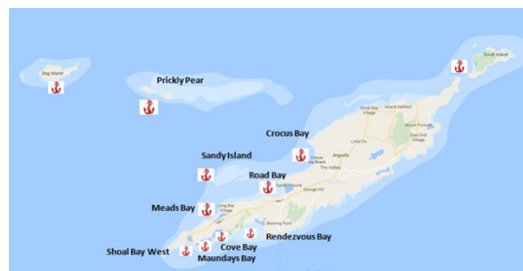 Scrub Island
Dog Island
Prickly Pear
Shoal Bay
Village
Island Harbour
Crocus Bay
East End
Village
Little Dix
Sandy Island
Anguilla
The Valley
Road Bay
Sandy Ground
George Hill
Meads Bay
Long Bay
Village
Blowing Point
Rendezvous Bay
Cove Bay
Shoal Bay West
Maundays Bay